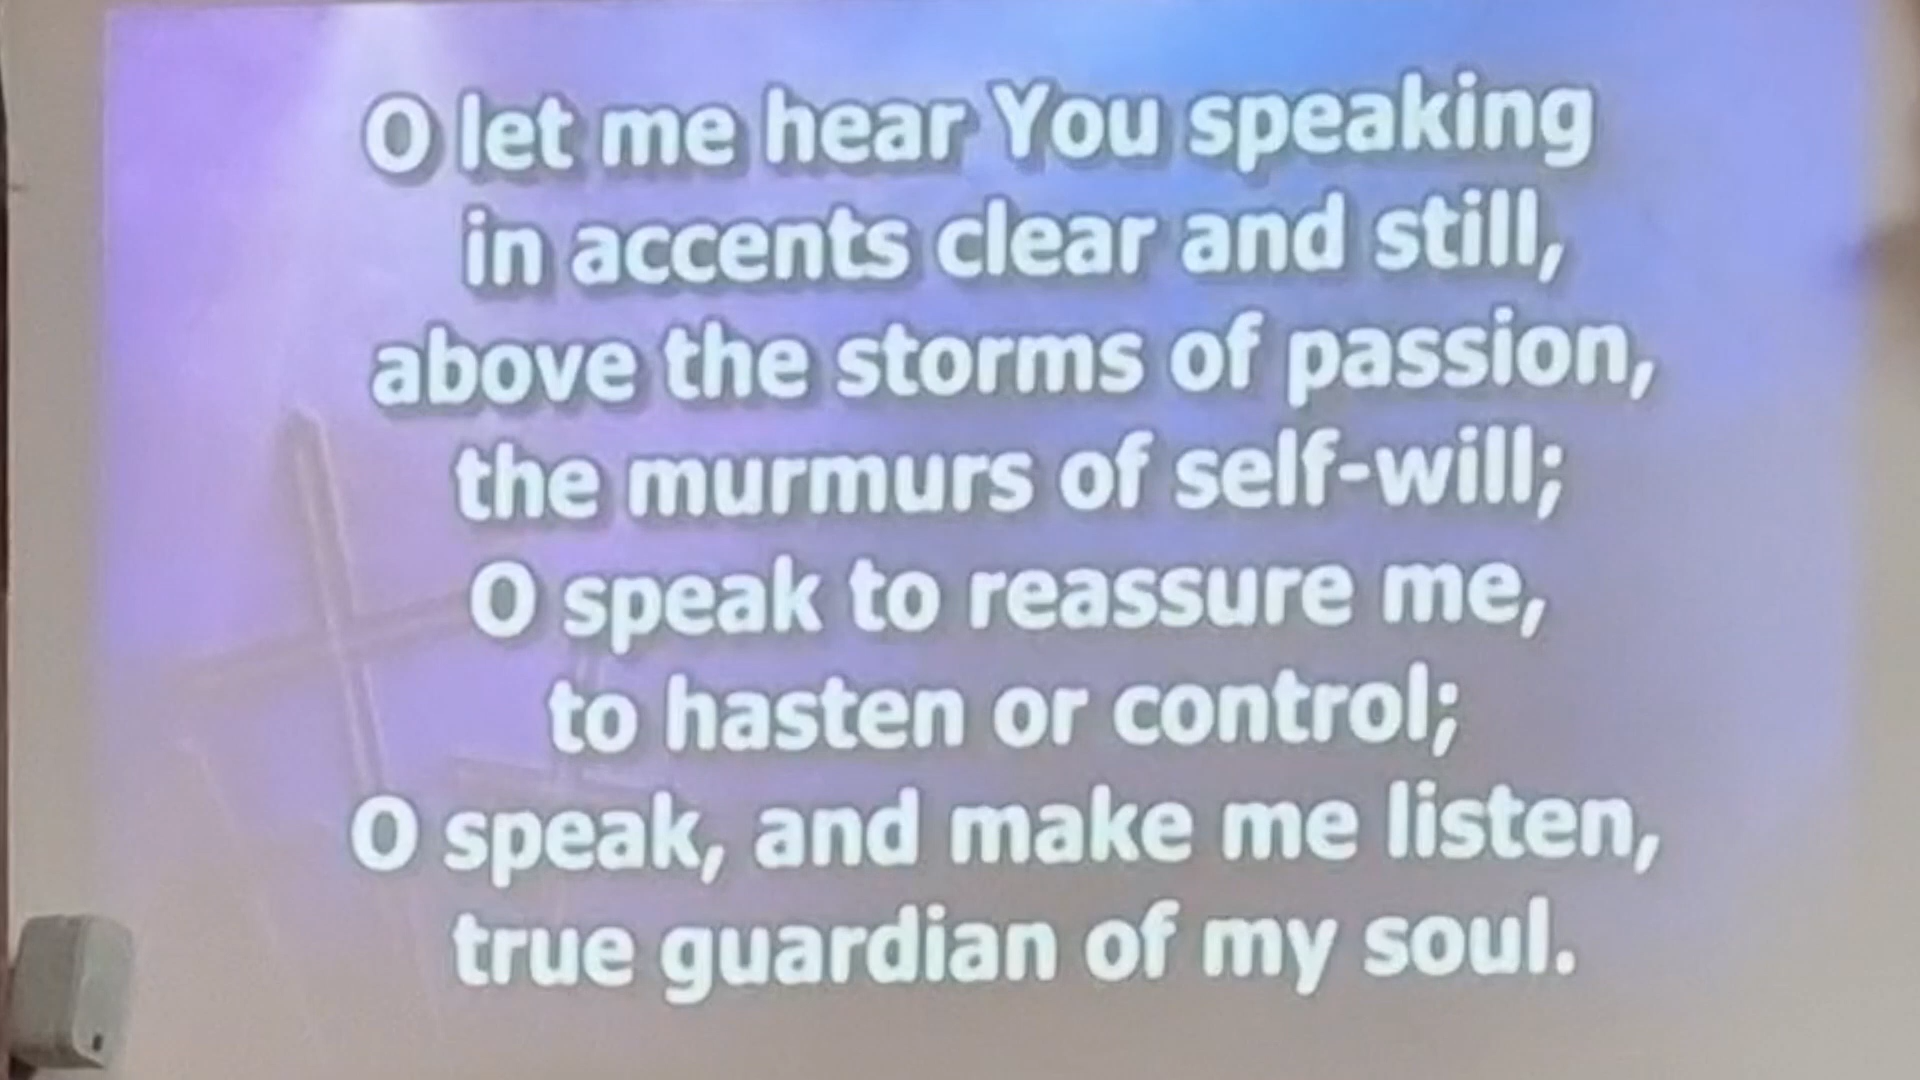 O let me hear You speaking
in accents clear and still,
above the storms of passion,
the murmurs of self-will;
O speak to reassure me,
to hasten or control;
O speak, and make me listen,
true guardian of my soul.